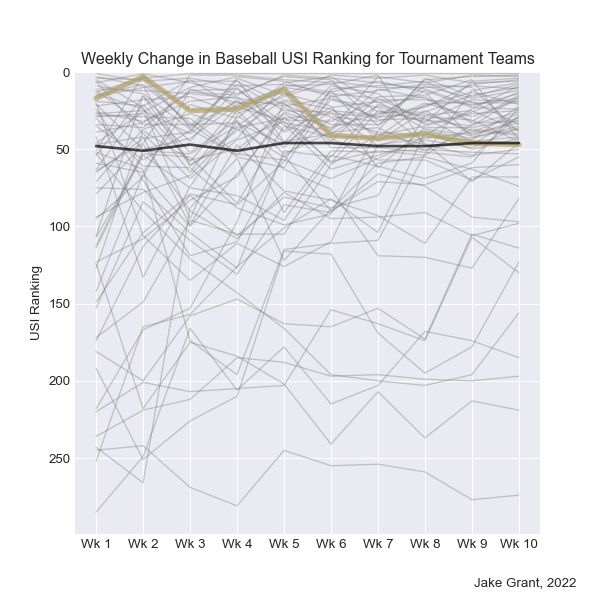 Weekly Change in Baseball USI Ranking for Tournament Teams
0
50
100
150
200
250
USI Ranking
Wk 1 Wk 2 Wk 3 Wk 4 Wk 5 Wk 6 Wk 7 Wk 8 Wk 9 Wk 10
Jake Grant, 2022